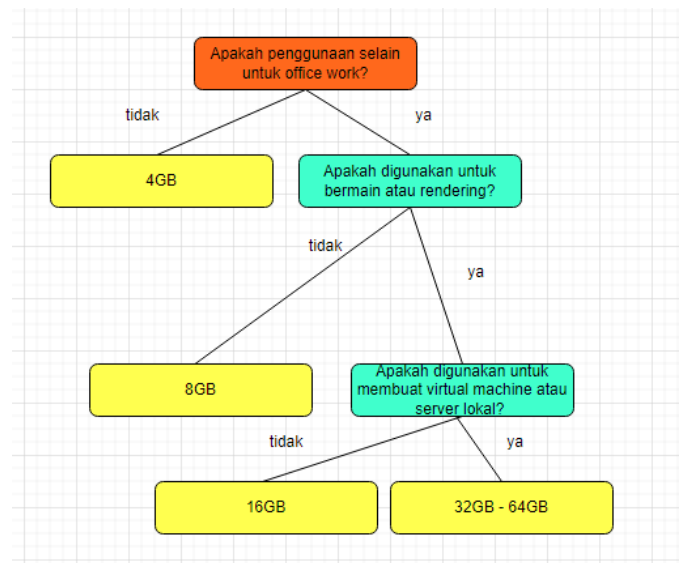 Apakah penggunaan selain
untuk office work?
tidak
ya
4GB
Apakah digunakan untuk
bermain atau rendering?
tidak
ya
8GB
Apakah digunakan untuk
membuat virtual machine atau
server lokal?
tidak
ya
16GB
32GB - 64GB